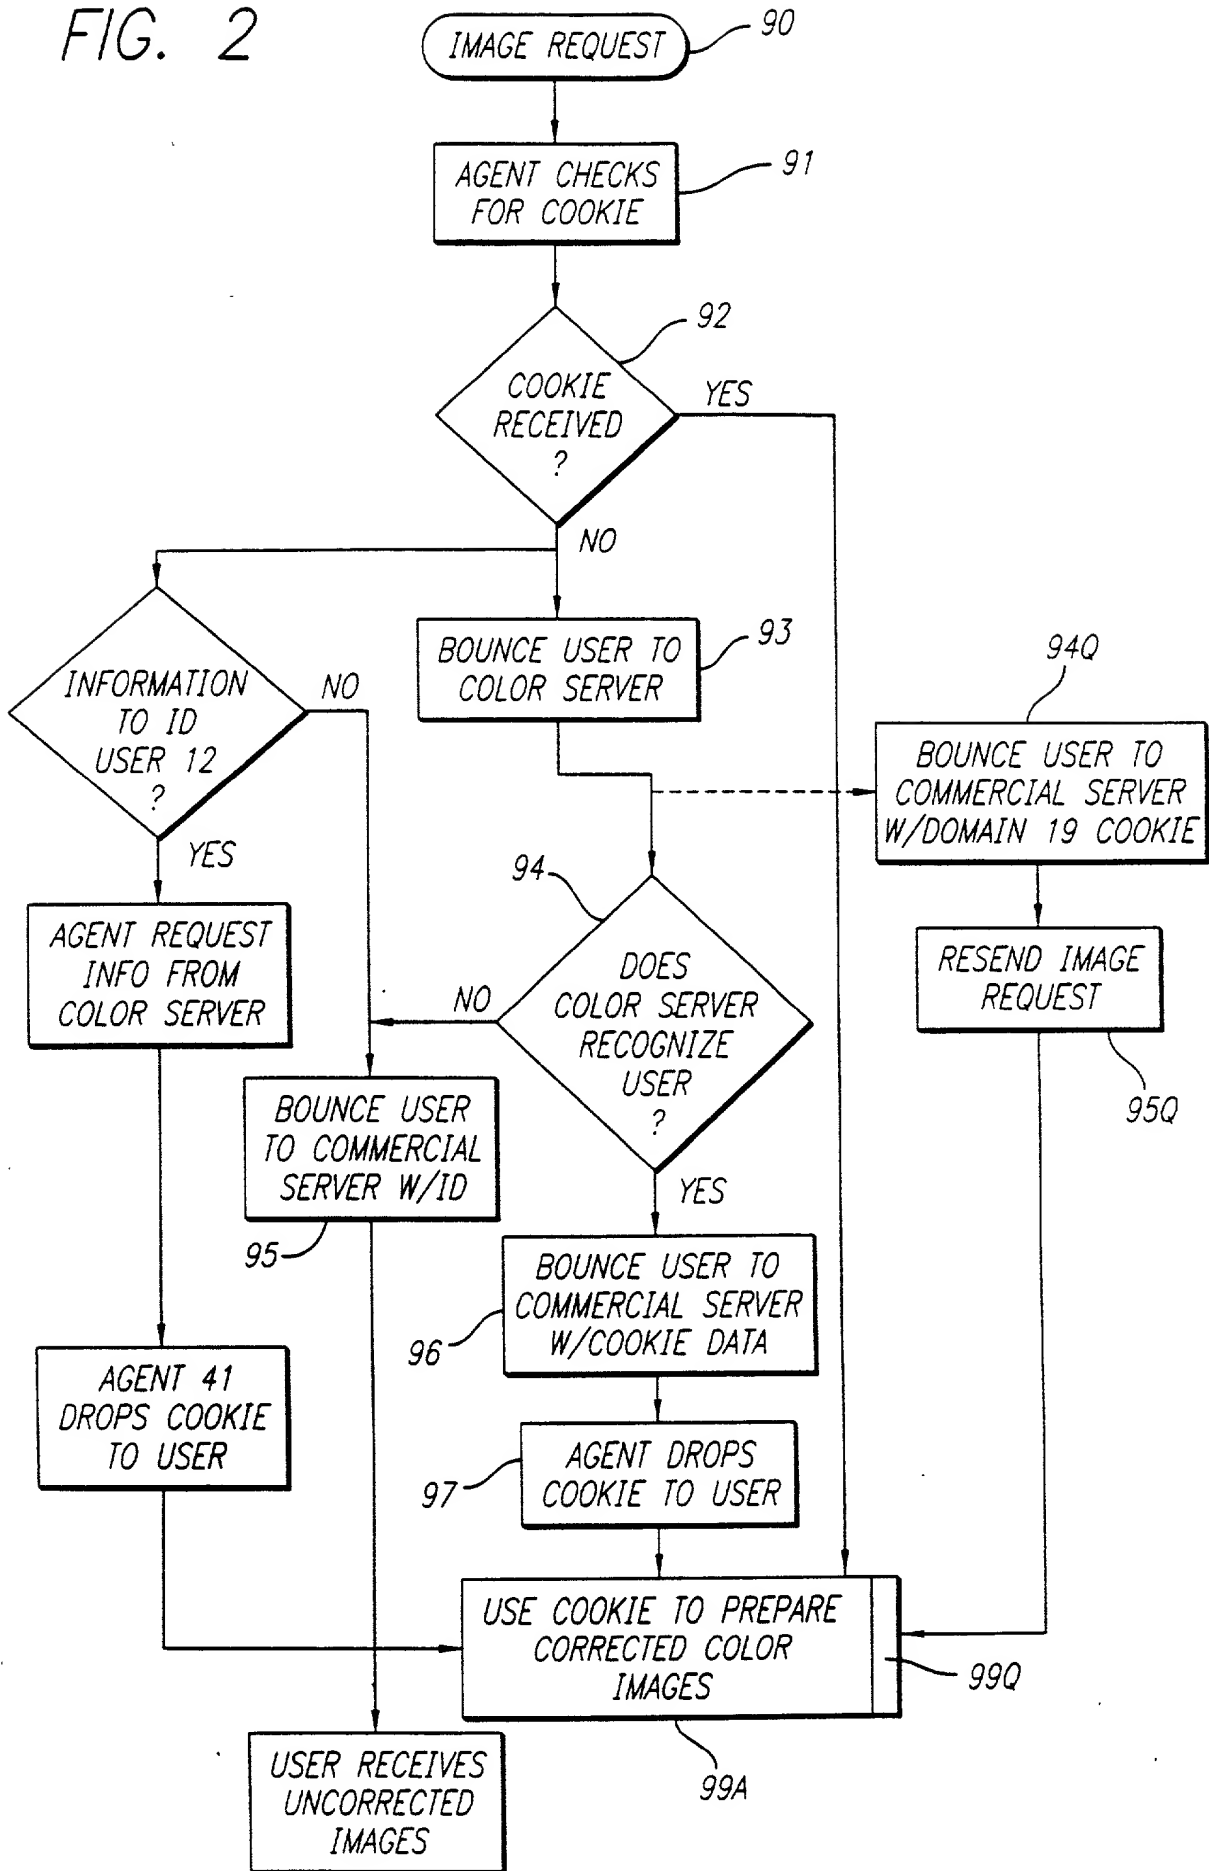 FIG. 2
IMAGE REQUEST
90
AGENT CHECKS
FOR COOKIE
91
92
COOKIE
RECEIVED
?
YES
NO
INFORMATION
TO ID
USER 12
?
NO
YES
BOUNCE USER TO
COLOR SERVER
93
94Q
BOUNCE USER TO
COMMERCIAL SERVER
W/DOMAIN 19 COOKIE
94
DOES
COLOR SERVER
RECOGNIZE
USER
?
NO
YES
AGENT REQUEST
INFO FROM
COLOR SERVER
RESEND IMAGE
REQUEST
95Q
BOUNCE USER
TO COMMERCIAL
SERVER W/ID
95
BOUNCE USER TO
COMMERCIAL SERVER
W/COOKIE DATA
96
AGENT 41
DROPS COOKIE
TO USER
AGENT DROPS
COOKIE TO USER
97
USE COOKIE TO PREPARE
CORRECTED COLOR
IMAGES
99Q
99A
USER RECEIVES
UNCORRECTED
IMAGES